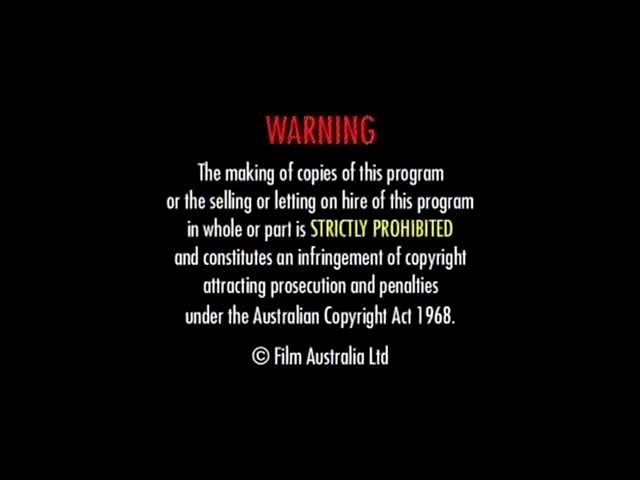 WARNING
The making of copies of this program
or the selling or letting on hire of this program
in whole or part is STRICTLY PROHIBITED
and constitutes an infringement of copyright
attracting prosecution and penalties
under the Australian Copyright Act 1968.
© Film Australia Ltd